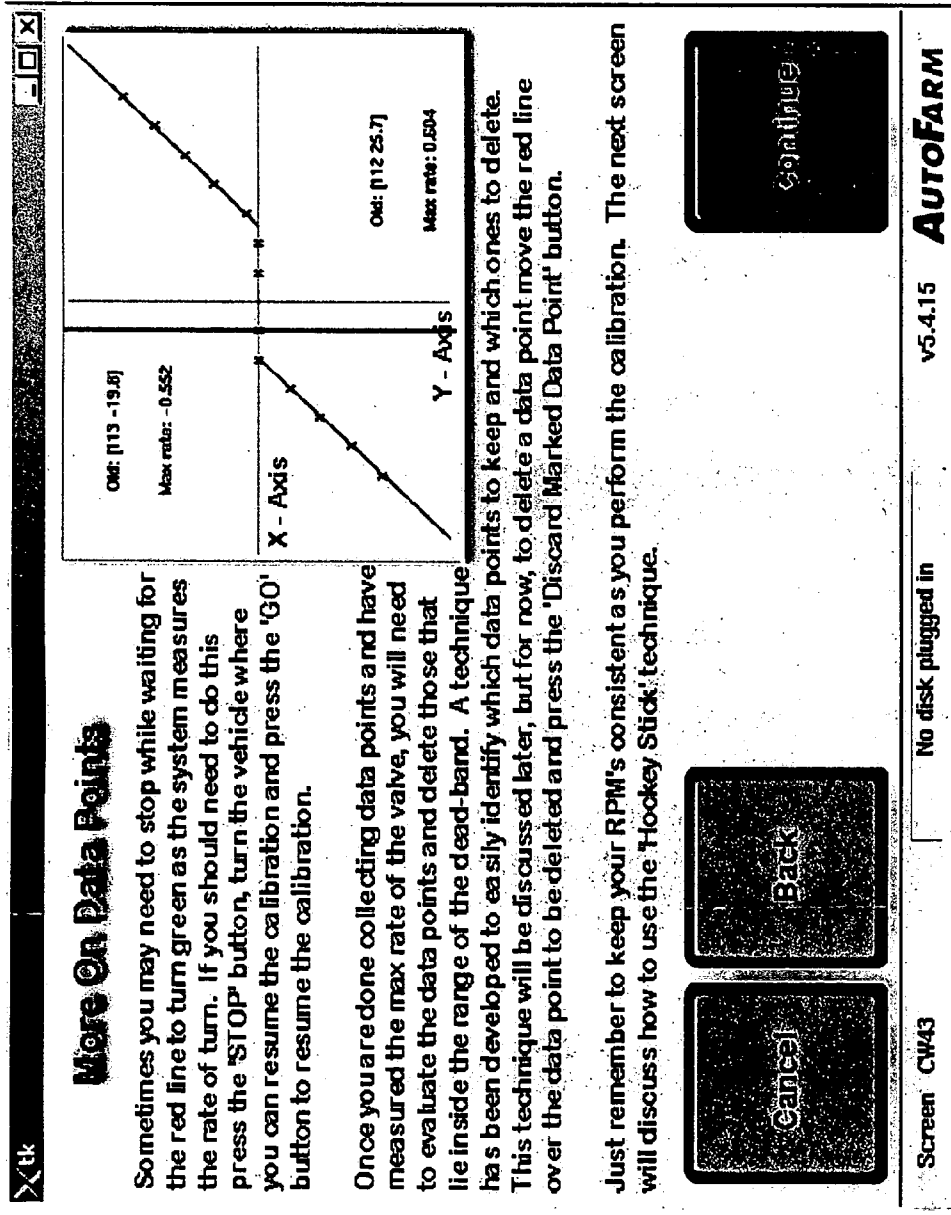 tk
More On Data Points
Sometimes you may need to stop while waiting for
the red line to turn green as the system measures
the rate of turn. If you should need to do this
press the 'STOP' button, turn the vehicle where
you can resume the calibration and press the 'GO'
button to resume the calibration.
Once you are done collecting data points and have
measured the max rate of the valve, you will need
to evaluate the data points and delete those that
lie inside the range of the dead-band. A technique
has been developed to easily identify which data points to keep and which ones to delete.
This technique will be discussed later, but for now, to delete a data point move the red line
over the data point to be deleted and press the 'Discard Marked Data Point' button.
Just remember to keep your RPM's consistent as you perform the calibration. The next screen
will discuss how to use the 'Hockey Stick' technique.
Old: [113 -19.8]
Max rate: -0.552
X - Axis
Y - Axis
Old: [112 25.7]
Max rate: 0.604
Cancel
Back
Continue
Screen CW43
No disk plugged in
v5.4.15
AUTOFARM